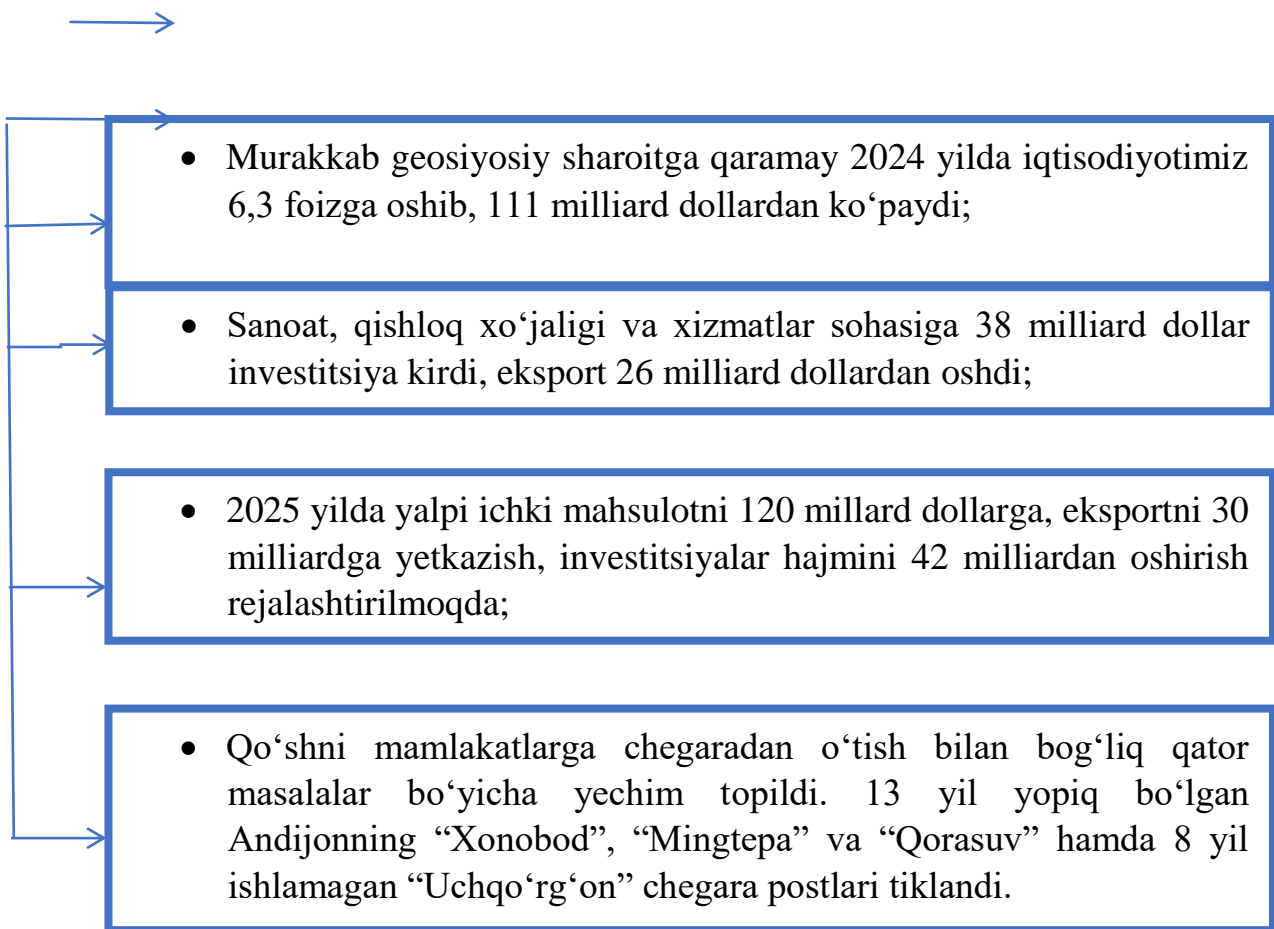 • Murakkab geosiyosiy sharoitga qaramay 2024 yilda iqtisodiyotimiz
6,3 foizga oshib, 111 milliard dollardan ko‘paydi;
• Sanoat, qishloq xo‘jaligi va xizmatlar sohasiga 38 milliard dollar
investitsiya kirdi, eksport 26 milliard dollardan oshdi;
• 2025 yilda yalpi ichki mahsulotni 120 millard dollarga, eksportni 30
milliardga yetkazish, investitsiyalar hajmini 42 milliardan oshirish
rejalashtirilmoqda;
• Qo‘shni mamlakatlarga chegaradan o‘tish bilan bog‘liq qator
masalalar bo‘yicha yechim topildi. 13 yil yopiq bo‘lgan
Andijonning “Xonobod”, “Mingtepa” va “Qorasuv” hamda 8 yil
ishlamagan “Uchqo‘rg‘on” chegara postlari tiklandi.